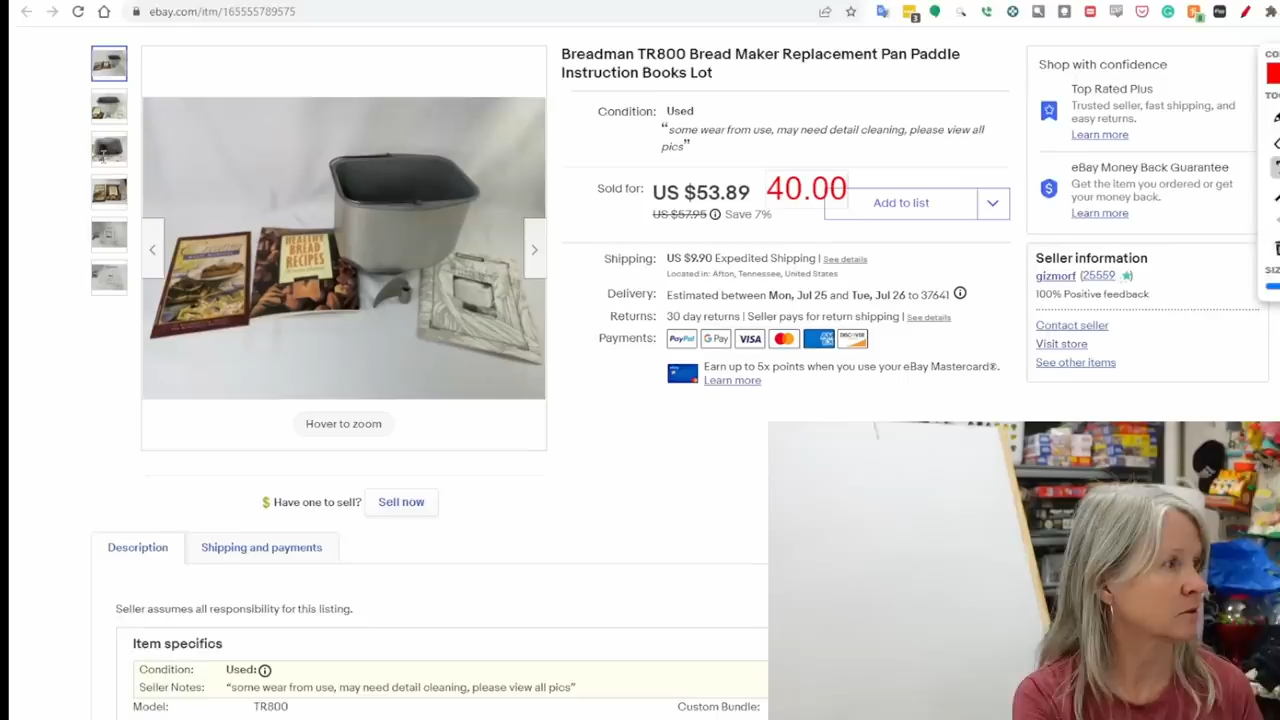 ebay.com/itm/165555789575
3
8
Breadman TR800 Bread Maker Replacement Pan Paddle
Instruction Books Lot
Condition: Used
“some wear from use, may need detail cleaning, please view all
pics”
Sold for: US $53.89 40.00
US $57.95 Save 7%
Add to list
Shipping: US $9.90 Expedited Shipping | See details
Located in: Afton, Tennessee, United States
Delivery: Estimated between Mon, Jul 25 and Tue, Jul 26 to 37641
Returns: 30 day returns | Seller pays for return shipping | See details
Payments: PayPal G Pay VISA DISCOVER
Earn up to 5x points when you use your eBay Mastercard®.
Learn more
Shop with confidence
Top Rated Plus
Trusted seller, fast shipping, and
easy returns.
Learn more
eBay Money Back Guarantee
Get the item you ordered or get
your money back.
Learn more
Seller information
gizmorf (25559)
100% Positive feedback
Contact seller
Visit store
See other items
HEALTHY
BREAD
RECIPES
Hover to zoom
$ Have one to sell? Sell now
Description
Shipping and payments
Seller assumes all responsibility for this listing.
Item specifics
Condition: Used:
Seller Notes: “some wear from use, may need detail cleaning, please view all pics”
Model: TR800
Custom Bundle: